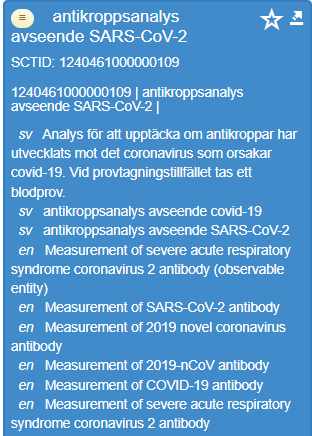 antikroppsanalys
avseende SARS-CoV-2
SCTID: 1240461000000109
1240461000000109 | antikroppsanalys
avseende SARS-CoV-2 |
sv Analys för att upptäcka om antikroppar har
utvecklats mot det coronavirus som orsakar
covid-19. Vid provtagningstillfället tas ett
blodprov.
sv antikroppsanalys avseende covid-19
sv antikroppsanalys avseende SARS-CoV-2
en Measurement of severe acute respiratory
syndrome coronavirus 2 antibody (observable
entity)
en Measurement of SARS-CoV-2 antibody
en Measurement of 2019 novel coronavirus
antibody
en Measurement of 2019-nCoV antibody
en Measurement of COVID-19 antibody
en Measurement of severe acute respiratory
syndrome coronavirus 2 antibody